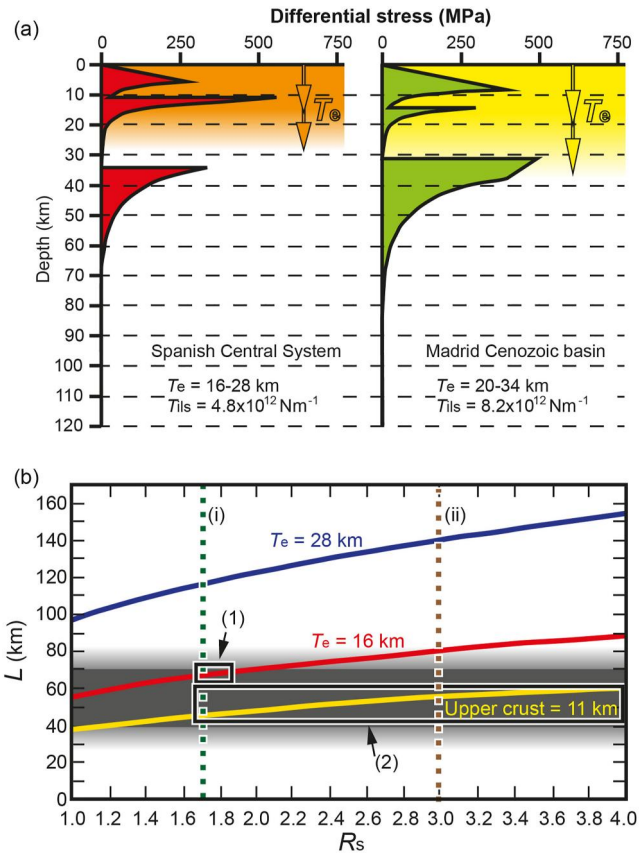 Differential stress (MPa)
(a)
0 250 500 750 0 250 500 750
0
10
20
30
40
50
60
70
80
90
100
110
120
Depth (km)
Te
Te
Spanish Central System
Te = 16-28 km
Tils = 4.8x10¹² Nm⁻¹
Madrid Cenozoic basin
Te = 20-34 km
Tils = 8.2x10¹² Nm⁻¹
(b)
160
140
120
100
80
60
40
20
0
L (km)
(i)
(ii)
Te = 28 km
(1)
Te = 16 km
Upper crust = 11 km
(2)
1.0 1.2 1.4 1.6 1.8 2.0 2.2 2.4 2.6 2.8 3.0 3.2 3.4 3.6 3.8 4.0
Rs